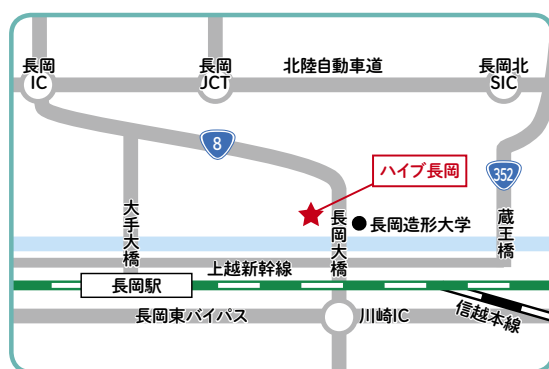 長岡
IC
長岡
JCT
北陸自動車道
長岡北
SIC
8
ハイブ長岡
352
大手大橋
長岡大橋
長岡造形大学
蔵王橋
上越新幹線
長岡駅
長岡東バイパス
川崎IC
信越本線